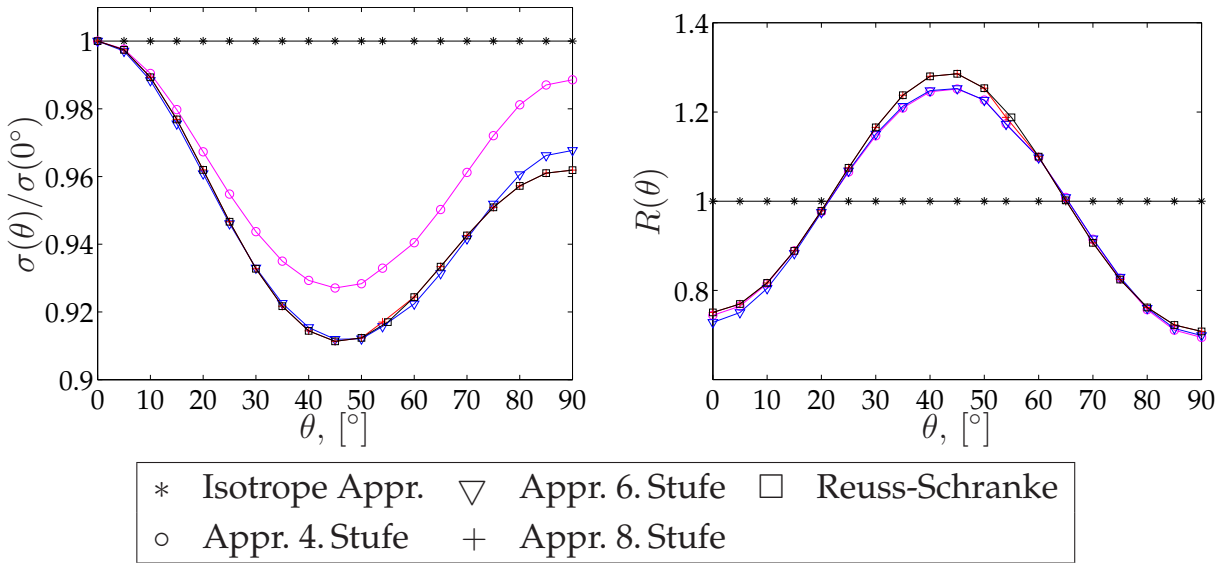 1
0.98
0.96
0.94
0.92
0.9
0 10 20 30 40 50 60 70 80 90
θ, [°]
σ(θ)/σ(0°)
1.4
1.2
1
0.8
0 10 20 30 40 50 60 70 80 90
θ, [°]
R(θ)
Isotrope Appr. Appr. 6. Stufe Reuss-Schranke
Appr. 4. Stufe Appr. 8. Stufe